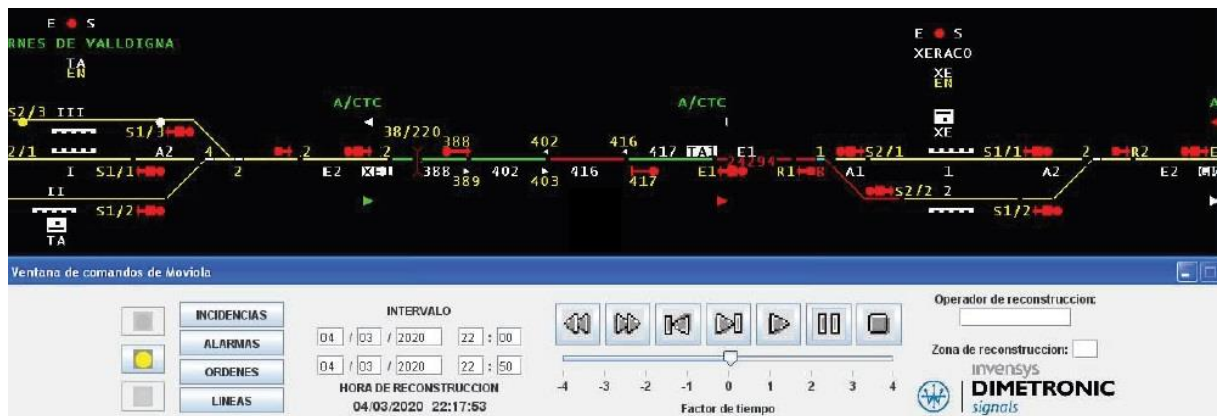 E S
RNES DE VALLDIGNA
TA
EN
S2/3 III
S1/3
2/1 A2 4 2
I S1/1 2
II
S1/2
TA
A/CTC
38/220
2 388 402 416
E2 XE1 388 402 416 417 TA1 E1
389 403 417
A/CTC
24294
E1 R1
E S
XERACO
XE
EN
XE
1 S2/1 S1/1 2 R2
A1 1 A2 E2
S2/2 2
S1/2
Ventana de comandos de Moviola
INCIDENCIAS
ALARMAS
ORDENES
LINEAS
INTERVALO
04 / 03 / 2020 22 : 00
04 / 03 / 2020 22 : 50
HORA DE RECONSTRUCCION
04/03/2020 22:17:53
-4 -3 -2 -1 0 1 2 3 4
Factor de tiempo
Operador de reconstruccion:
Zona de reconstruccion:
invensys
DIMETRONIC
signals